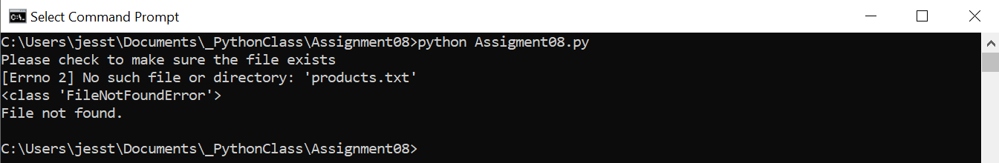 Select Command Prompt
C:\Users\jesst\Documents\_PythonClass\Assignment08>python Assigment08.py
Please check to make sure the file exists
[Errno 2] No such file or directory: 'products.txt'
<class 'FileNotFoundError'>
File not found.
C:\Users\jesst\Documents\_PythonClass\Assignment08>